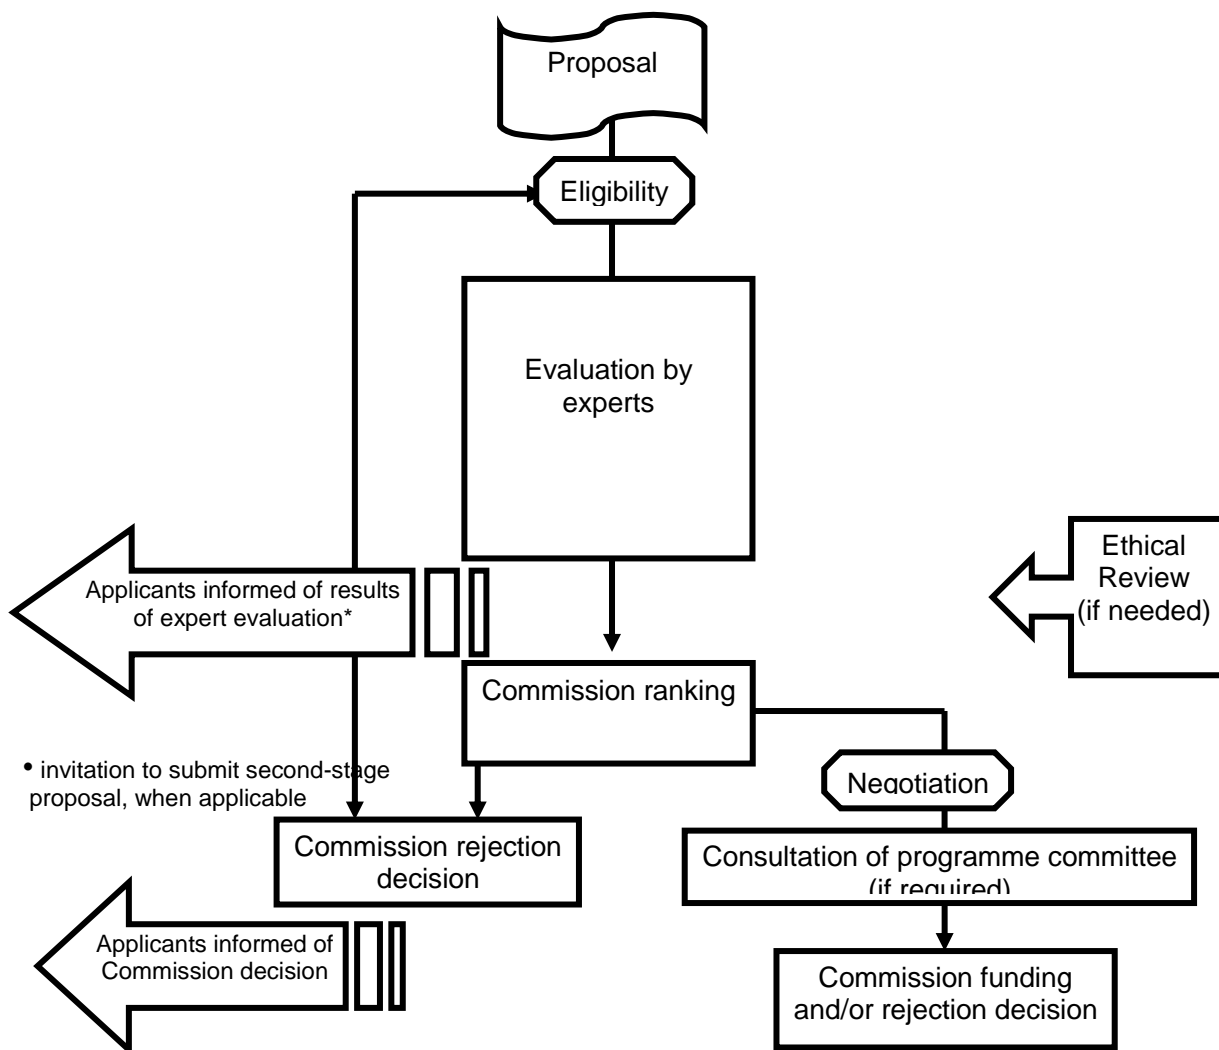 Proposal
Eligibility
Evaluation by
experts
Ethical
Review
(if needed)
Applicants informed of results
of expert evaluation*
Commission ranking
• invitation to submit second-stage
proposal, when applicable
Negotiation
Commission rejection
decision
Consultation of programme committee
(if required)
Applicants informed of
Commission decision
Commission funding
and/or rejection decision